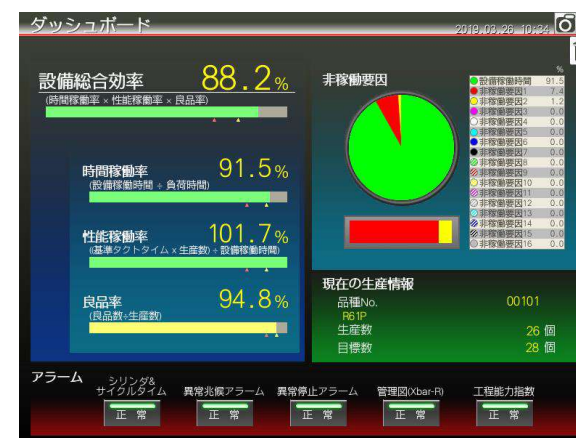 ダッシュボード
2019.03.26 10:34
設備総合効率 88.2%
(時間稼働率 × 性能稼働率 × 良品率)
時間稼働率 91.5%
(設備稼働時間 ÷ 負荷時間)
性能稼働率 101.7%
((基準タクトタイム x 生産数) ÷ 設備稼働時間)
良品率 94.8%
(良品数÷生産数)
非稼働要因
%
設備稼働時間 91.5
非稼働要因1 7.4
非稼働要因2 1.2
非稼働要因3 0.0
非稼働要因4 0.0
非稼働要因5 0.0
非稼働要因6 0.0
非稼働要因7 0.0
非稼働要因8 0.0
非稼働要因9 0.0
非稼働要因10 0.0
非稼働要因11 0.0
非稼働要因12 0.0
非稼働要因13 0.0
非稼働要因14 0.0
非稼働要因15 0.0
非稼働要因16 0.0
現在の生産情報
品種No. 00101
R61P
生産数 26 個
目標数 28 個
アラーム
シリンダ&
サイクルタイム
正 常
異常兆候アラーム
正 常
異常停止アラーム
正 常
管理図(Xbar-R)
正 常
工程能力指数
正 常